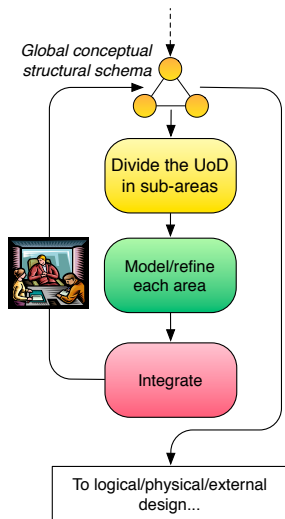 Global conceptual
structural schema
Divide the UoD
in sub-areas
Model/refine
each area
Integrate
To logical/physical/external
design...